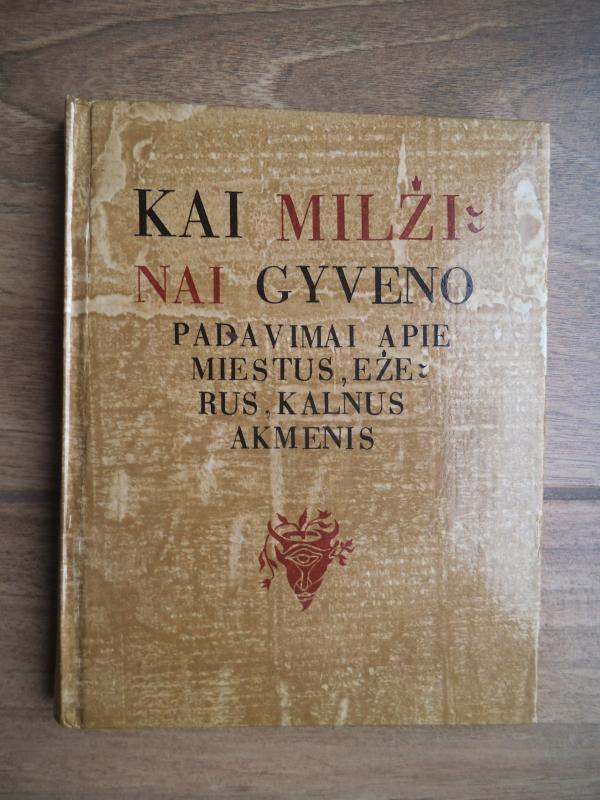 KAI MILŽI-
NAI GYVENO
PADAVIMAI APIE
MIESTUS, EŽE-
RUS, KALNUS
AKMENIS